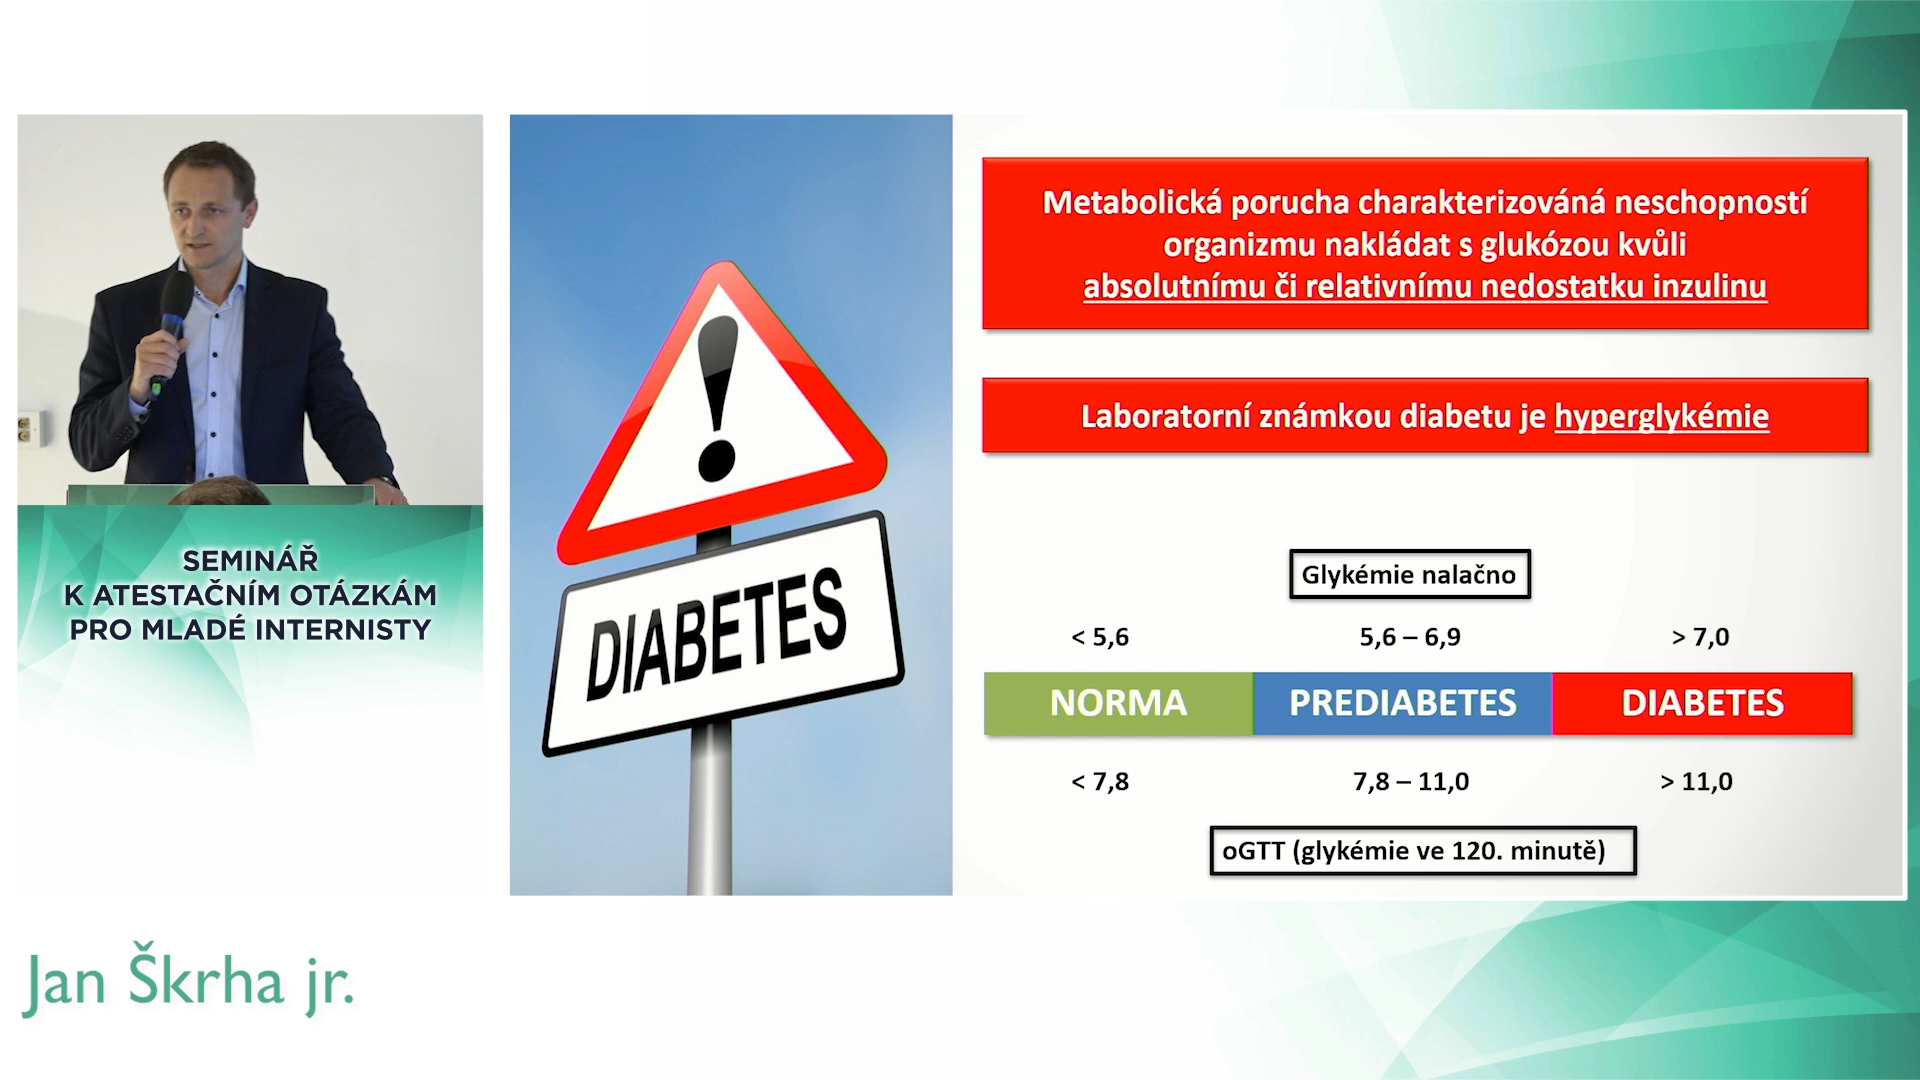 SEMINÁŘ
K ATESTAČNÍM OTÁZKÁM
PRO MLADÉ INTERNISTY
Jan Škrha jr.
DIABETES
Metabolická porucha charakterizováná neschopností
organizmu nakládat s glukózou kvůli
absolutnímu či relativnímu nedostatku inzulinu
Laboratorní známkou diabetu je hyperglykémie
Glykémie nalačno
< 5,6 5,6 – 6,9 > 7,0
NORMA PREDIABETES DIABETES
< 7,8 7,8 – 11,0 > 11,0
oGTT (glykémie ve 120. minutě)